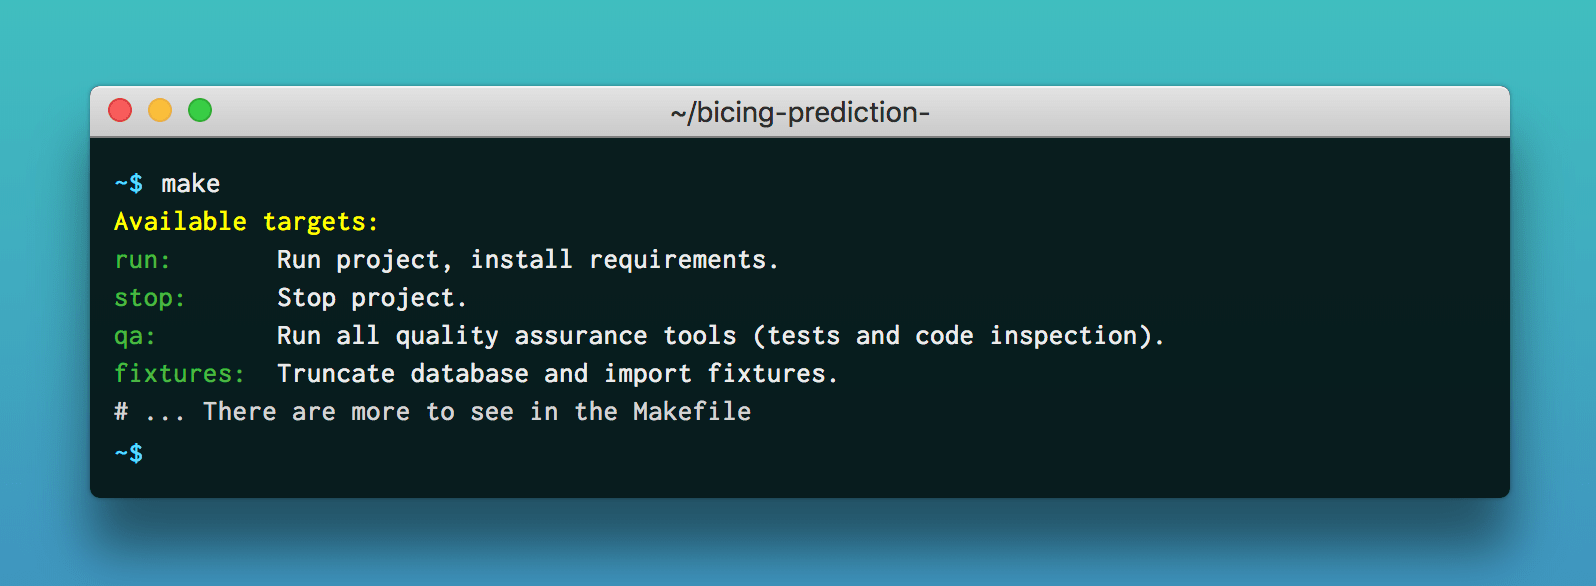 ~/bicing-prediction-
~$ make
Available targets:
run: Run project, install requirements.
stop: Stop project.
qa: Run all quality assurance tools (tests and code inspection).
fixtures: Truncate database and import fixtures.
# ... There are more to see in the Makefile
~$